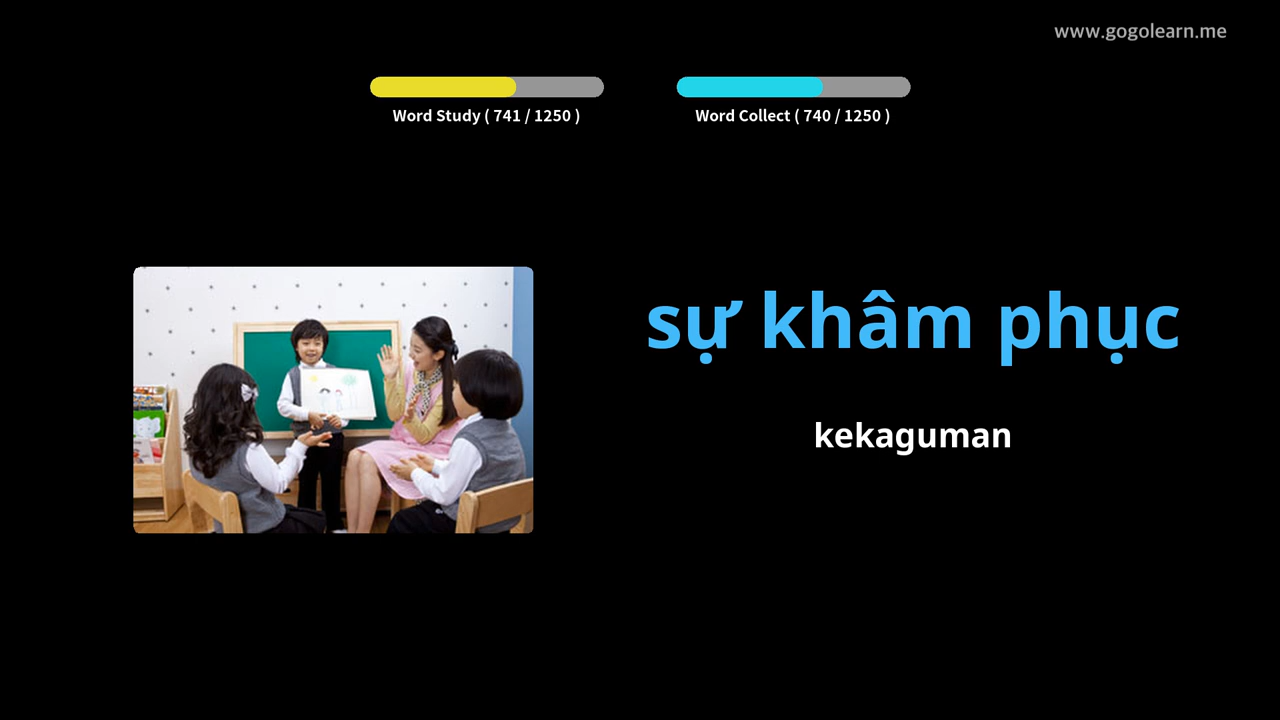 www.gogolearn.me
Word Study ( 741 / 1250 )
Word Collect ( 740 / 1250 )
sự khâm phục
kekaguman